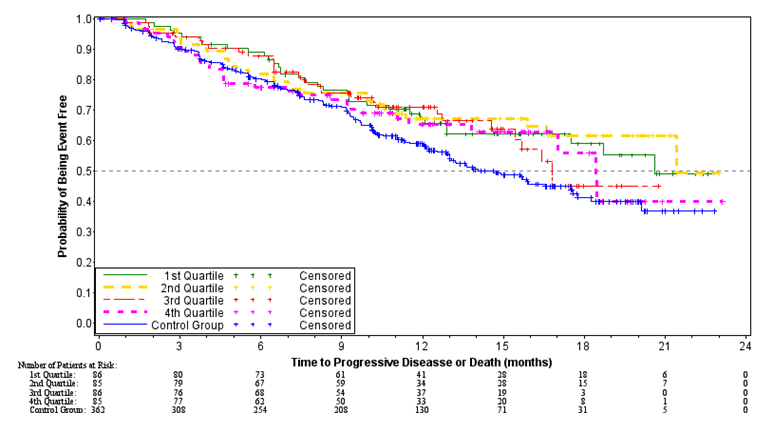 Probability of Being Event Free
1.0
0.9
0.8
0.7
0.6
0.5
0.4
0.3
0.2
0.1
0.0
1st Quartile Censored
2nd Quartile Censored
3rd Quartile Censored
4th Quartile Censored
Control Group Censored
0 3 6 9 12 15 18 21 24
Time to Progressive Diseasse or Death (months)
Number of Patients at Risk:
1st Quartile: 86 80 73 61 41 28 18 6 0
2nd Quartile: 85 79 67 59 34 28 15 7 0
3rd Quartile: 86 76 68 54 37 19 3 0 0
4th Quartile: 85 77 62 50 33 20 8 1 0
Control Group: 362 308 254 208 130 71 31 5 0